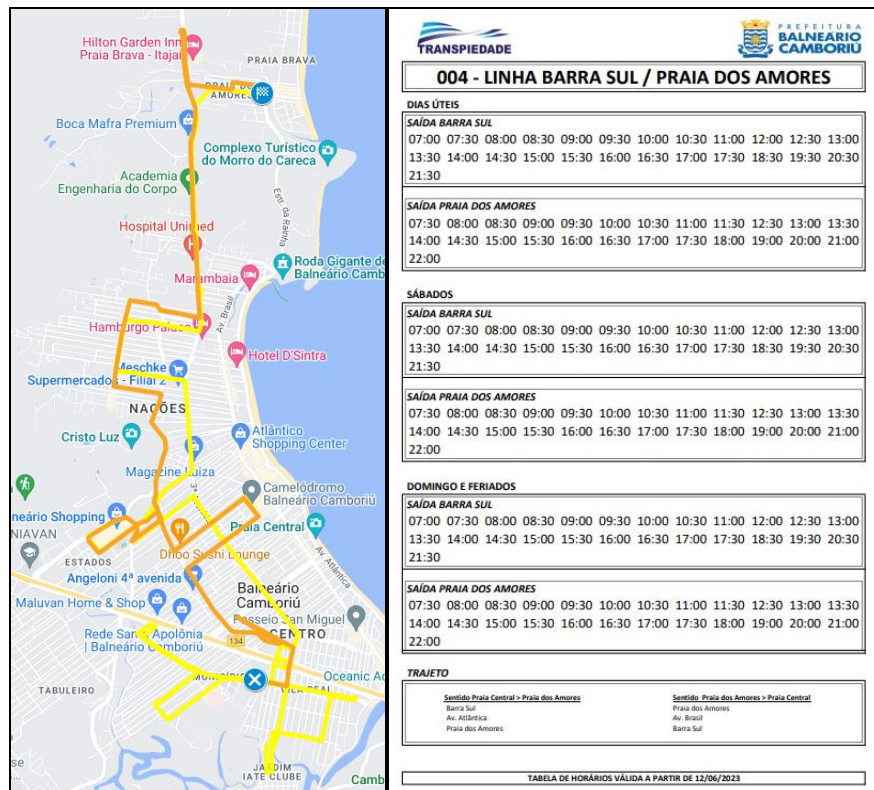 Hilton Garden Inn
Praia Brava - Itajaí
PRAIA BRAVA
AMORES
Boca Mafra Premium
Complexo Turístico
do Morro do Careca
Academia
Engenharia do Corpo
Estr. da Rainha
Hospital Unimed
Roda Gigante de
Balneário Camb
Marambaia
Av. Brasil
Hamburgo Palace
Hotel D'Sintra
Meschke
Supermercados - Filial 2
NAÇÕES
Cristo Luz
Atlântico
Shopping Center
Magazine Luiza
3ª Avenida
Camelódromo
Balneário Camboriú
neário Shopping
NIAVAN
Praia Central
ESTADOS
Dhoo Sushi Lounge
Av. Atlântica
Angeloni 4ª avenida
Balneário
Camboriú
Maluvan Home & Shop
Passeio San Miguel
CENTRO
Rede Santa Apolônia
| Balneário Camboriú
134
Oceanic Aq
TABULEIRO
VILA REAL
JARDIM
IATE CLUBE
Camb
se
TRANSPIEDADE
PREFEITURA
BALNEÁRIO
CAMBORIÚ
004 - LINHA BARRA SUL / PRAIA DOS AMORES
DIAS ÚTEIS
SAÍDA BARRA SUL
07:00 07:30 08:00 08:30 09:00 09:30 10:00 10:30 11:00 12:00 12:30 13:00
13:30 14:00 14:30 15:00 15:30 16:00 16:30 17:00 17:30 18:30 19:30 20:30
21:30
SAÍDA PRAIA DOS AMORES
07:30 08:00 08:30 09:00 09:30 10:00 10:30 11:00 11:30 12:30 13:00 13:30
14:00 14:30 15:00 15:30 16:00 16:30 17:00 17:30 18:00 19:00 20:00 21:00
22:00
SÁBADOS
SAÍDA BARRA SUL
07:00 07:30 08:00 08:30 09:00 09:30 10:00 10:30 11:00 12:00 12:30 13:00
13:30 14:00 14:30 15:00 15:30 16:00 16:30 17:00 17:30 18:30 19:30 20:30
21:30
SAÍDA PRAIA DOS AMORES
07:30 08:00 08:30 09:00 09:30 10:00 10:30 11:00 11:30 12:30 13:00 13:30
14:00 14:30 15:00 15:30 16:00 16:30 17:00 17:30 18:00 19:00 20:00 21:00
22:00
DOMINGO E FERIADOS
SAÍDA BARRA SUL
07:00 07:30 08:00 08:30 09:00 09:30 10:00 10:30 11:00 12:00 12:30 13:00
13:30 14:00 14:30 15:00 15:30 16:00 16:30 17:00 17:30 18:30 19:30 20:30
21:30
SAÍDA PRAIA DOS AMORES
07:30 08:00 08:30 09:00 09:30 10:00 10:30 11:00 11:30 12:30 13:00 13:30
14:00 14:30 15:00 15:30 16:00 16:30 17:00 17:30 18:00 19:00 20:00 21:00
22:00
TRAJETO
Sentido Praia Central > Praia dos Amores
Barra Sul
Av. Atlântica
Praia dos Amores
Sentido Praia dos Amores > Praia Central
Praia dos Amores
Av. Brasil
Barra Sul
TABELA DE HORÁRIOS VÁLIDA A PARTIR DE 12/06/2023